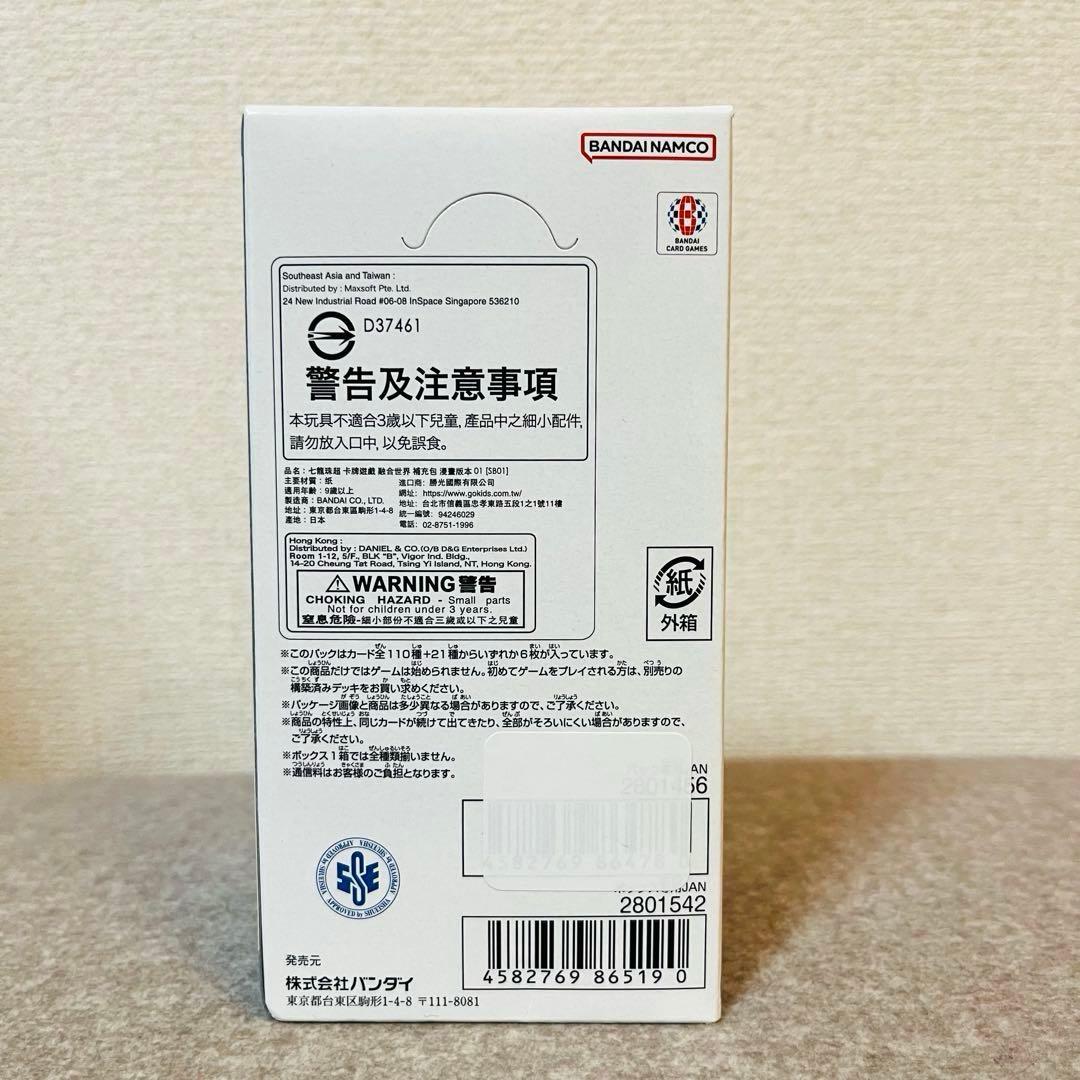 BANDAI NAMCO
BANDAI
CARD GAMES
Southeast Asia and Taiwan :
Distributed by : Maxsoft Pte. Ltd.
24 New Industrial Road #06-08 InSpace Singapore 536210
D37461
警告及注意事項
本玩具不適合3歲以下兒童, 產品中之細小配件,
請勿放入口中, 以免誤食。
品名：七龍珠超 卡牌遊戲 融合世界 補充包 漫畫版本 01 [SB01]
主要材質：紙
適用年齡：9歲以上
製造商：BANDAI CO., LTD.
地址：東京都台東區駒形1-4-8
產地：日本
進口商：勝光國際有限公司
網址：https://www.gokids.com.tw/
地址：台北市信義區忠孝東路五段1之1號11樓
統一編號：94246029
電話：02-8751-1996
Hong Kong :
Distributed by : DANIEL & CO.(O/B D&G Enterprises Ltd.)
Room 1-12, 5/F., BLK "B", Vigor Ind. Bldg.,
14-20 Cheung Tat Road, Tsing Yi Island, NT, Hong Kong.
⚠ WARNING 警告
CHOKING HAZARD - Small parts
Not for children under 3 years.
窒息危險-細小部份不適合三歲或以下之兒童
紙
外箱
※このパックはカード全110種+21種からいずれか6枚が入っています。
※この商品だけではゲームは始められません。初めてゲームをプレイされる方は、別売りの
構築済みデッキをお買い求めください。
※パッケージ画像と商品は多少異なる場合がありますので、ご了承ください。
※商品の特性上、同じカードが続けて出てきたり、全部がそろいにくい場合がありますので、
ご了承ください。
※ボックス1箱では全種類揃いません。
※通信料はお客様のご負担となります。
JAN
2801456
JAN
2801542
4582769 86519 0
SSE
APPROVED by SHUEISHA
APPROVED by SHUEISHA
発売元
株式会社バンダイ
東京都台東区駒形1-4-8 〒111-8081